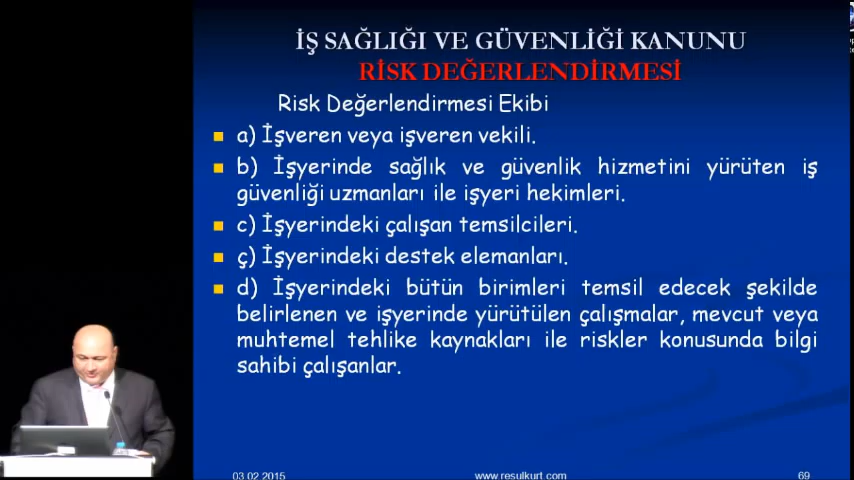 İŞ SAĞLIĞI VE GÜVENLİĞİ KANUNU
RİSK DEĞERLENDİRMESİ
Risk Değerlendirmesi Ekibi
a) İşveren veya işveren vekili.
b) İşyerinde sağlık ve güvenlik hizmetini yürüten iş
güvenliği uzmanları ile işyeri hekimleri.
c) İşyerindeki çalışan temsilcileri.
ç) İşyerindeki destek elemanları.
d) İşyerindeki bütün birimleri temsil edecek şekilde
belirlenen ve işyerinde yürütülen çalışmalar, mevcut veya
muhtemel tehlike kaynakları ile riskler konusunda bilgi
sahibi çalışanlar.
03.02.2015
www.resulkurt.com
69